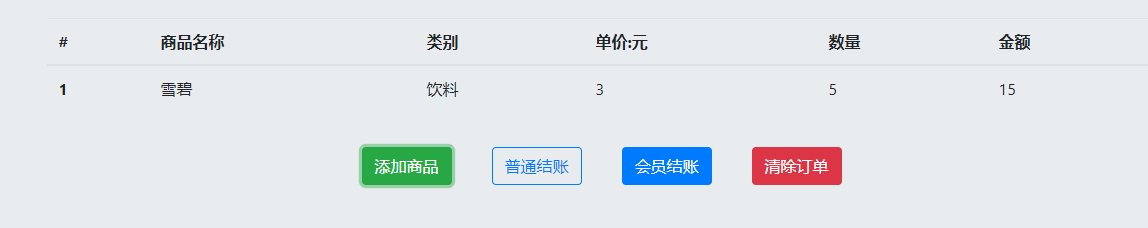 # 商品名称 类别 单价:元 数量 金额
1 雪碧 饮料 3 5 15
添加商品 普通结账 会员结账 清除订单